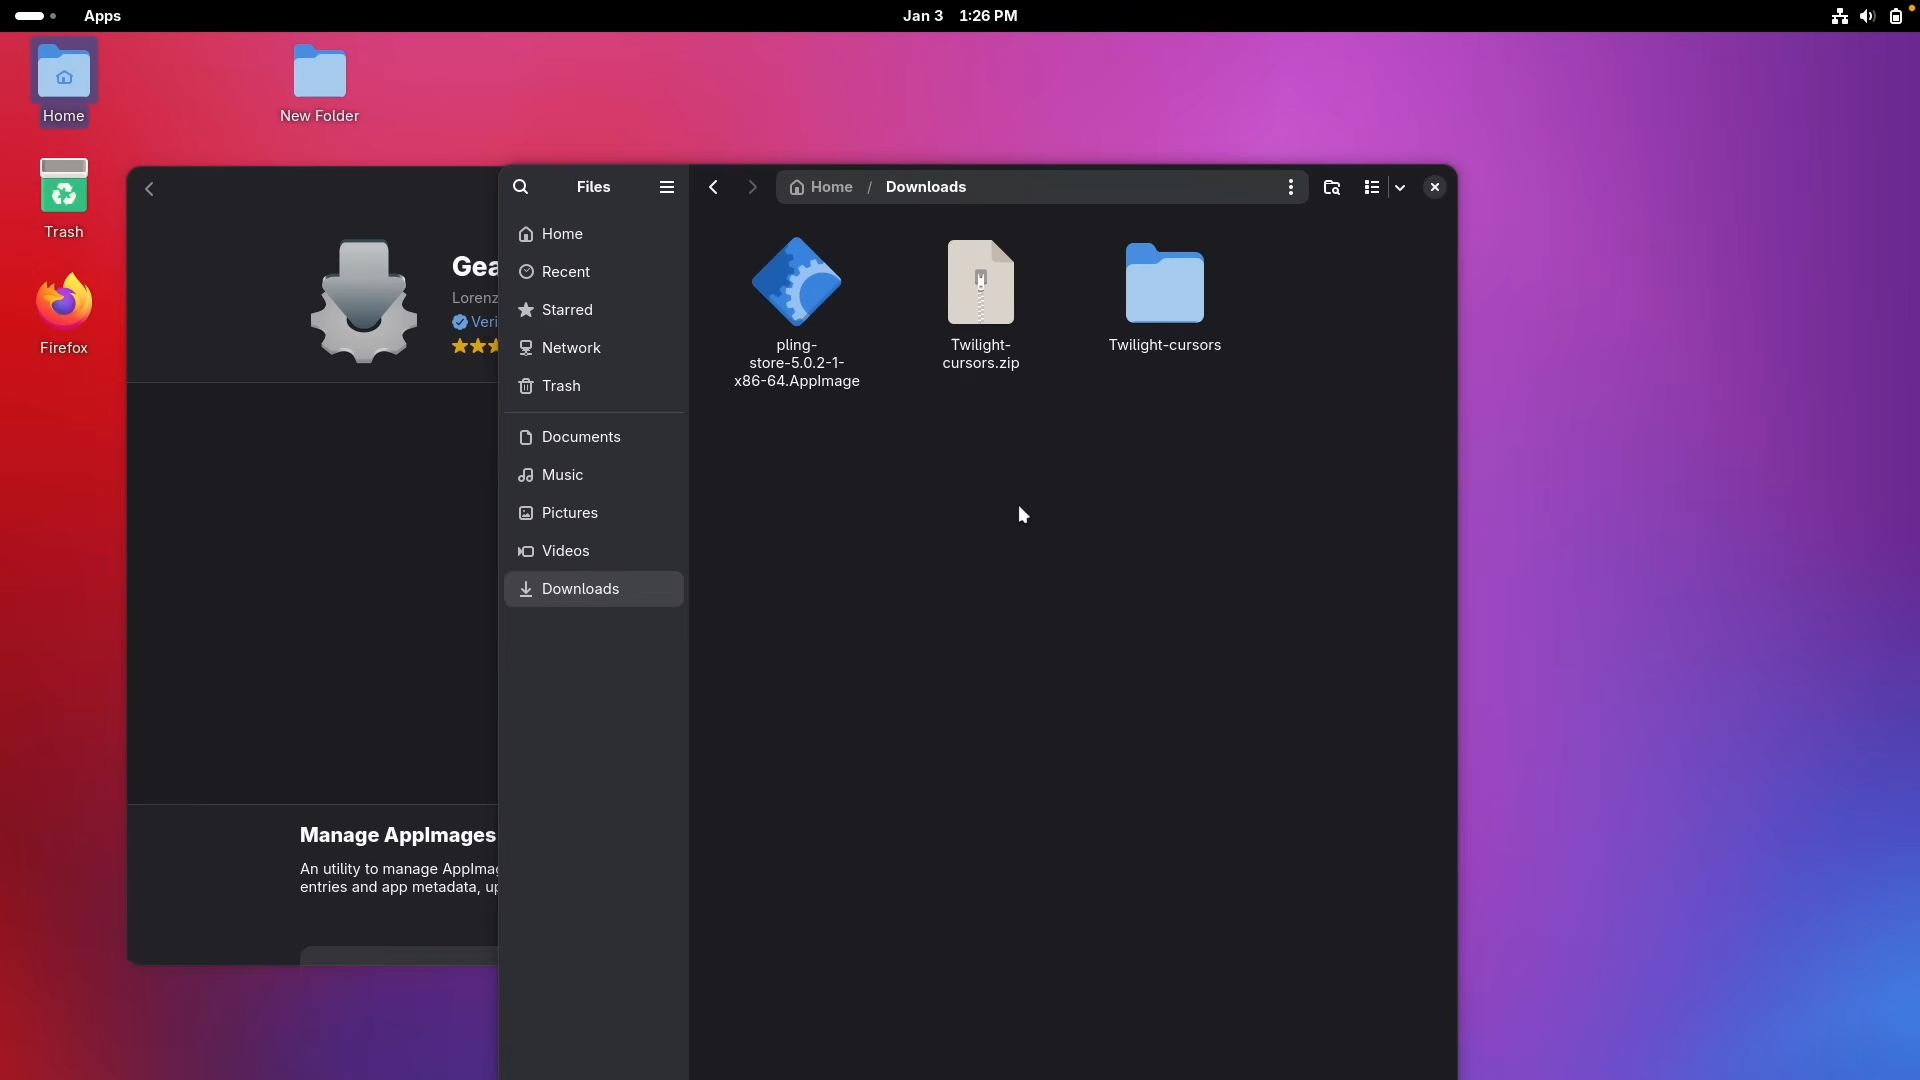 Apps
Jan 3 1:26 PM
Home
New Folder
Trash
Firefox
Gea
Lorenz
Veri
Manage AppImages
An utility to manage AppImag
entries and app metadata, up
Files
Home
Recent
Starred
Network
Trash
Documents
Music
Pictures
Videos
Downloads
Home / Downloads
pling-
store-5.0.2-1-
x86-64.AppImage
Twilight-
cursors.zip
Twilight-cursors